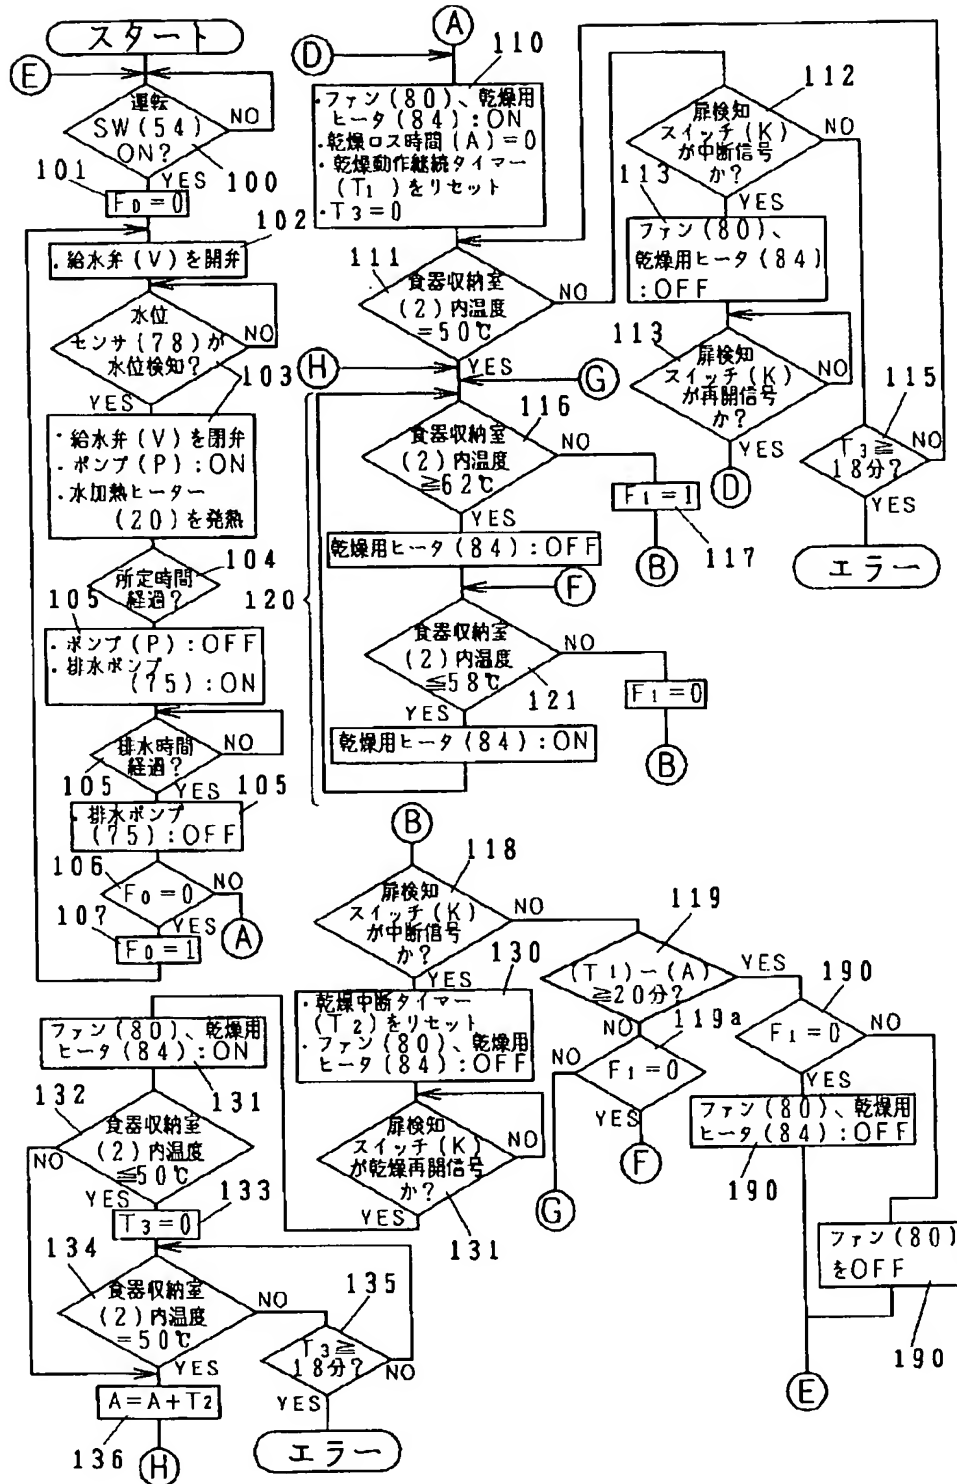 スタート
E
運転
SW(54)
ON?
NO
YES
100
101
F0=0
102
・給水弁(V)を開弁
水位
センサ(78)が
水位検知?
NO
103
YES
・給水弁(V)を閉弁
・ポンプ(P):ON
・水加熱ヒーター
(20)を発熱
104
所定時間
経過?
105
・ポンプ(P):OFF
・排水ポンプ
(75):ON
排水時間
経過?
NO
105
YES
105
・排水ポンプ
(75):OFF
106
F0=0
NO
YES
A
107
F0=1
A
D
110
・ファン(80)、乾燥用
ヒータ(84):ON
・乾燥ロス時間(A)=0
・乾燥動作継続タイマー
(T1)をリセット
・T3=0
111
食器収納室
(2)内温度
=50℃
NO
YES
H
G
116
食器収納室
(2)内温度
≧62℃
NO
YES
F1=1
117
B
乾燥用ヒータ(84):OFF
F
120
食器収納室
(2)内温度
≦58℃
NO
121
YES
F1=0
B
乾燥用ヒータ(84):ON
112
扉検知
スイッチ(K)
が中断信号
か?
NO
YES
113
ファン(80)、
乾燥用ヒータ(84)
:OFF
113
扉検知
スイッチ(K)
が再開信号
か?
NO
YES
D
115
T3≧
18分?
NO
YES
エラー
B
118
扉検知
スイッチ(K)
が中断信号
か?
NO
YES
130
・乾燥中断タイマー
(T2)をリセット
・ファン(80)、乾燥用
ヒータ(84):OFF
扉検知
スイッチ(K)
が乾燥再開信号
か?
NO
YES
131
119
(T1)−(A)
≧20分?
YES
NO
119a
F1=0
NO
YES
G
F
190
F1=0
NO
YES
ファン(80)、乾燥用
ヒータ(84):OFF
190
ファン(80)
をOFF
190
E
ファン(80)、乾燥用
ヒータ(84):ON
131
132
食器収納室
(2)内温度
≦50℃
NO
YES
133
T3=0
134
食器収納室
(2)内温度
=50℃
NO
YES
135
T3≧
18分?
NO
YES
エラー
A=A+T2
136
H